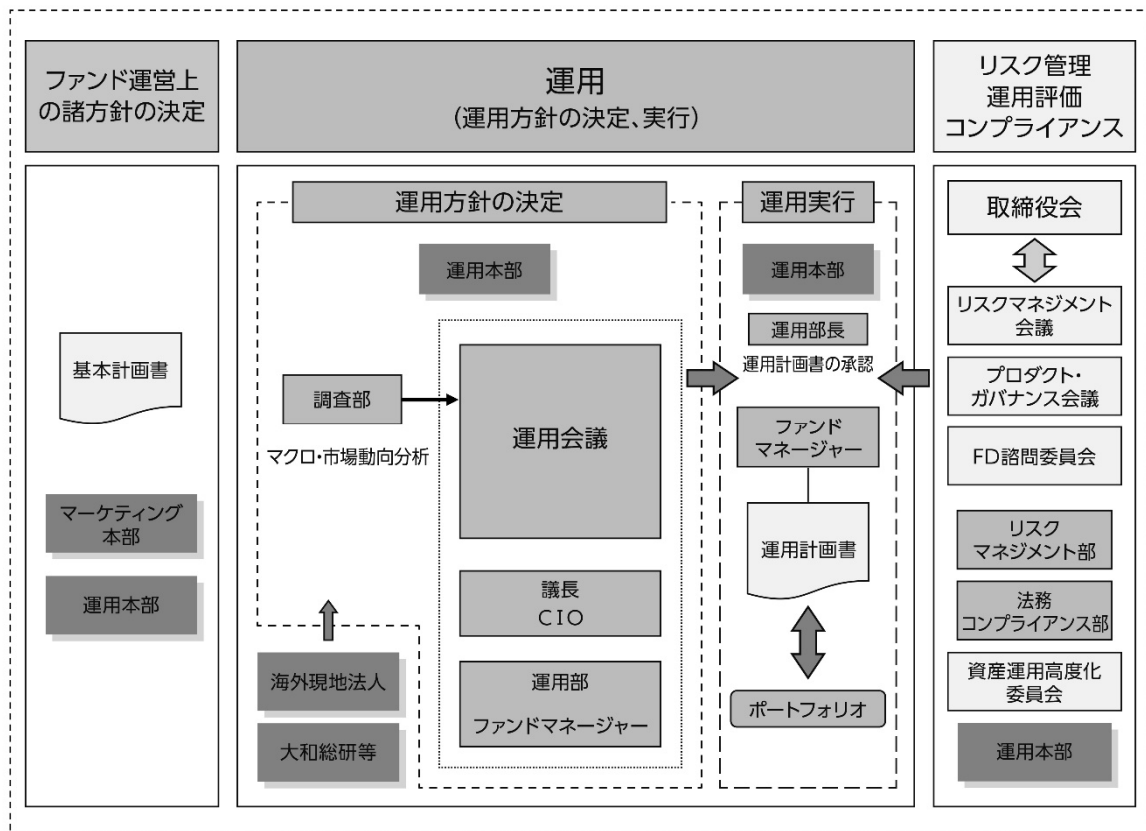 ファンド運営上
の諸方針の決定
運用
(運用方針の決定、実行)
リスク管理
運用評価
コンプライアンス
基本計画書
マーケティング
本部
運用本部
運用方針の決定
運用本部
調査部
マクロ・市場動向分析
運用会議
議長
CIO
運用部
ファンドマネージャー
海外現地法人
大和総研等
運用実行
運用本部
運用部長
運用計画書の承認
ファンド
マネージャー
運用計画書
ポートフォリオ
取締役会
リスクマネジメント
会議
プロダクト・
ガバナンス会議
FD諮問委員会
リスク
マネジメント部
法務
コンプライアンス部
資産運用高度化
委員会
運用本部